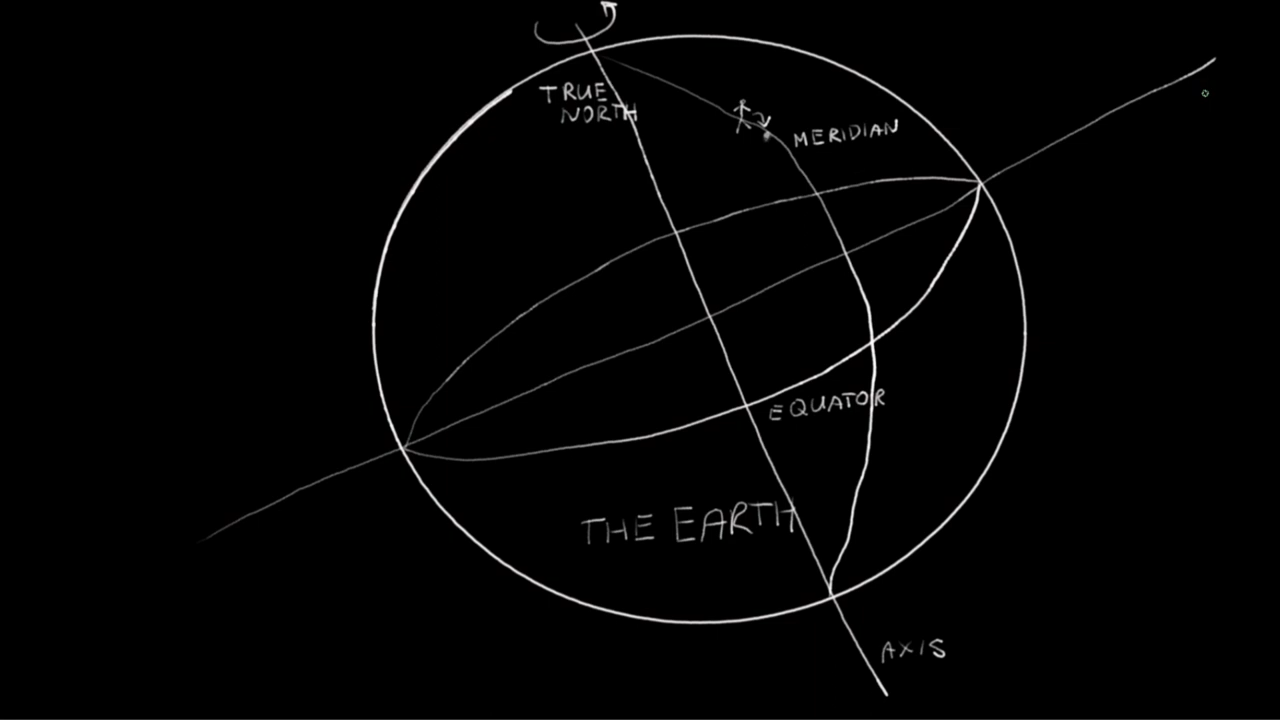 TRUE
NORTH
MERIDIAN
EQUATOR
THE EARTH
AXIS